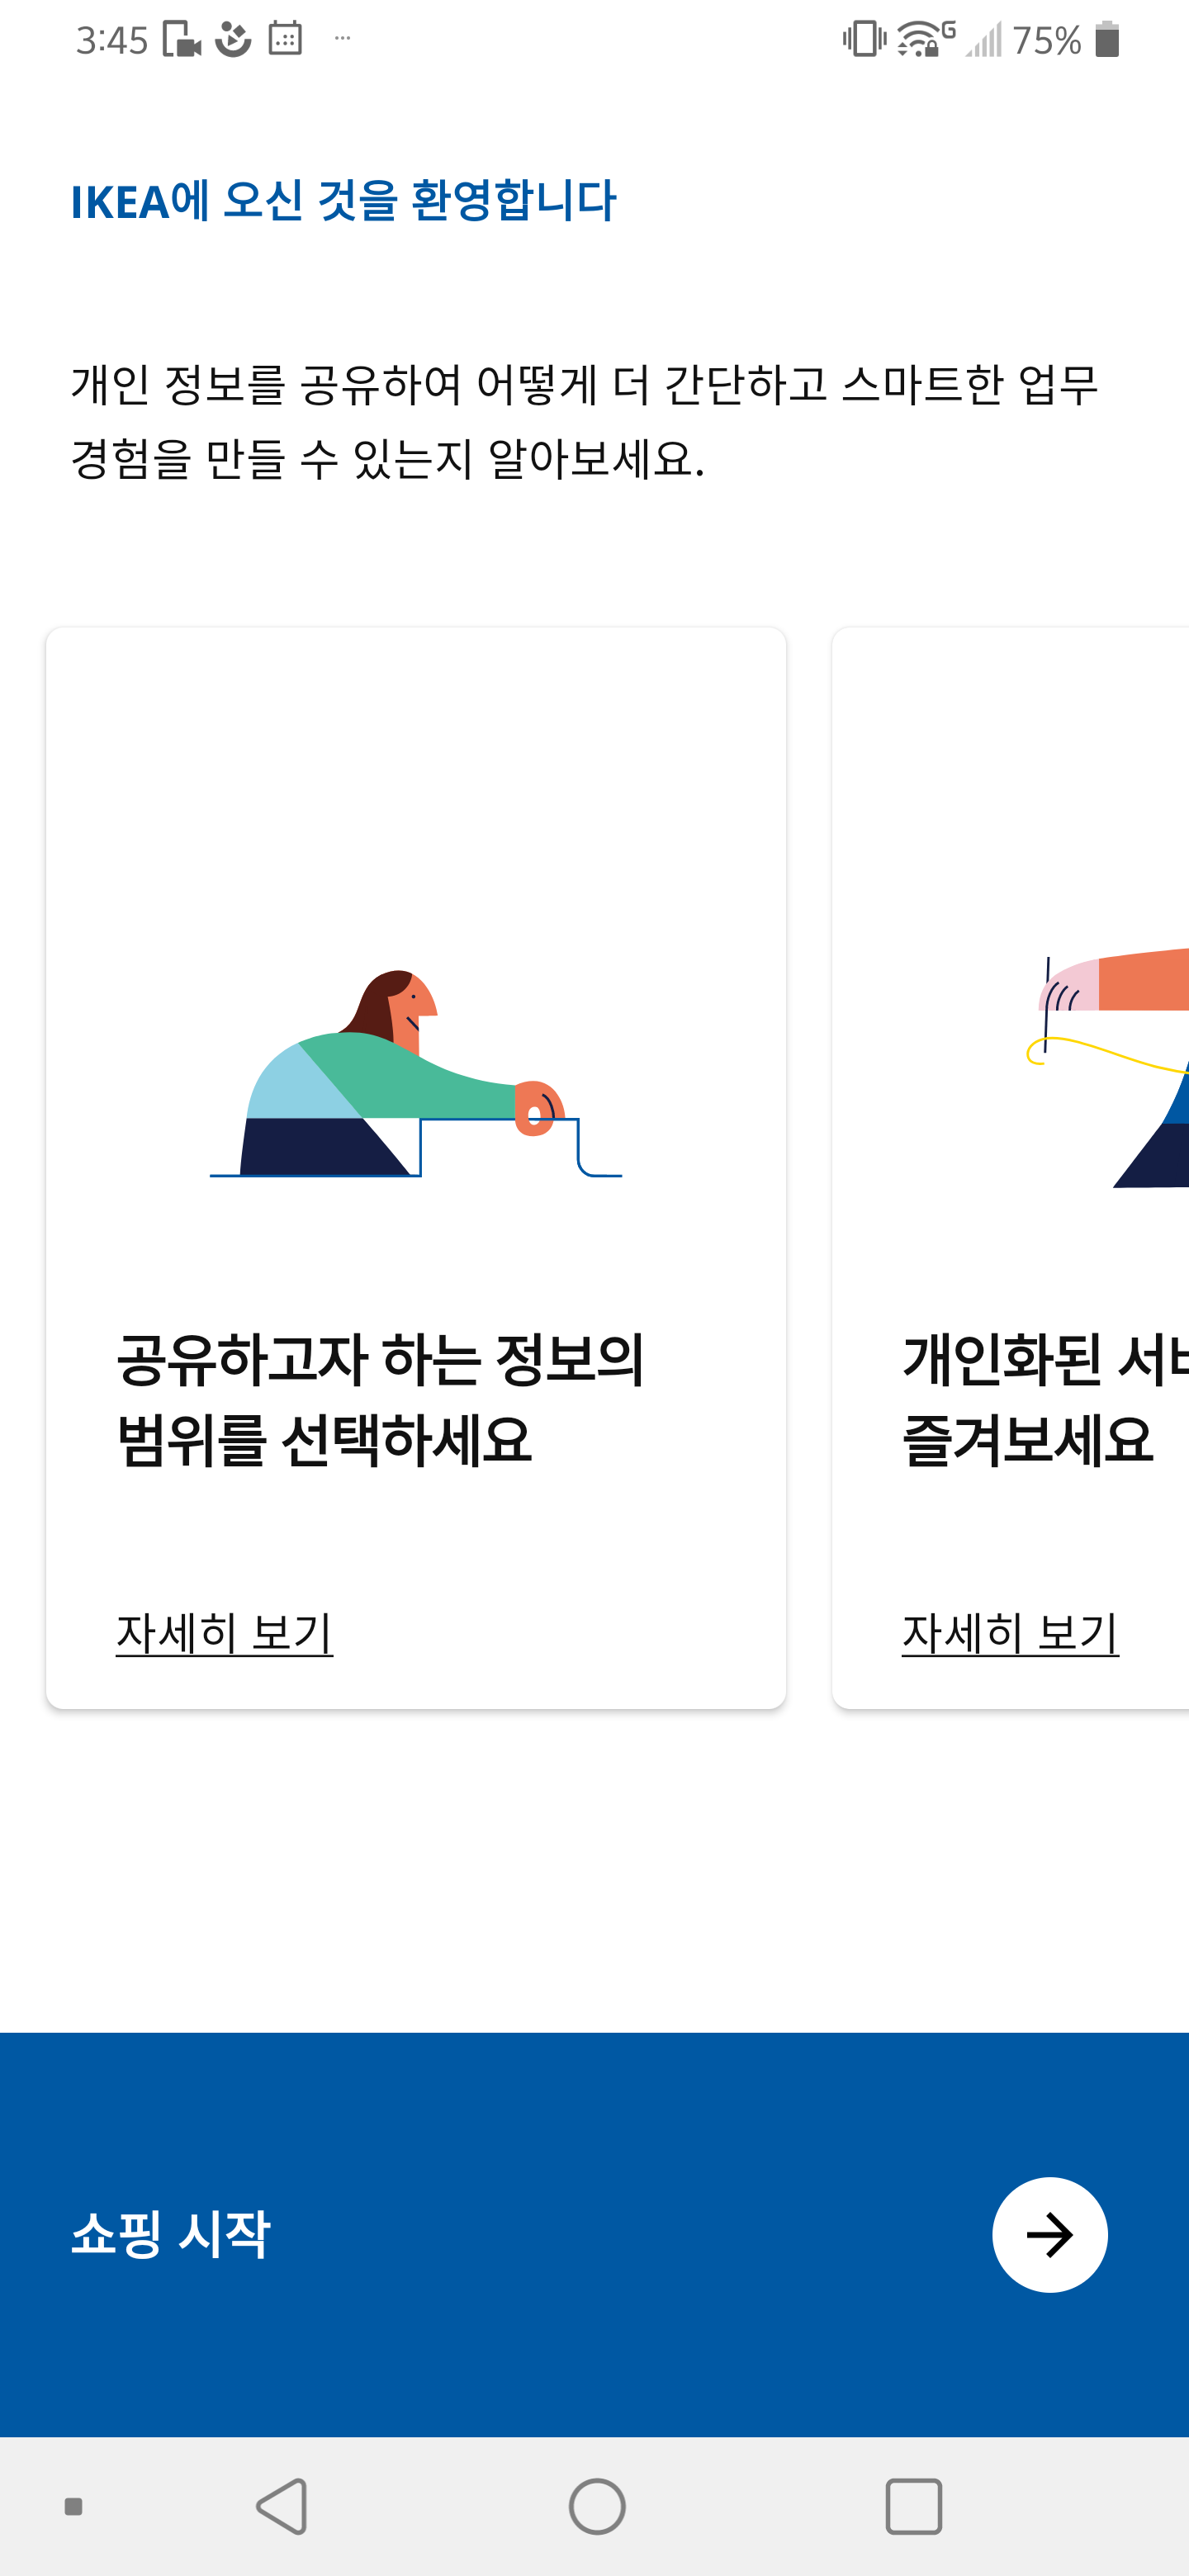 3:45
G
75%
IKEA에 오신 것을 환영합니다
개인 정보를 공유하여 어떻게 더 간단하고 스마트한 업무
경험을 만들 수 있는지 알아보세요.
공유하고자 하는 정보의
범위를 선택하세요
자세히 보기
개인화된
즐겨보세요
자세히 보기
쇼핑 시작